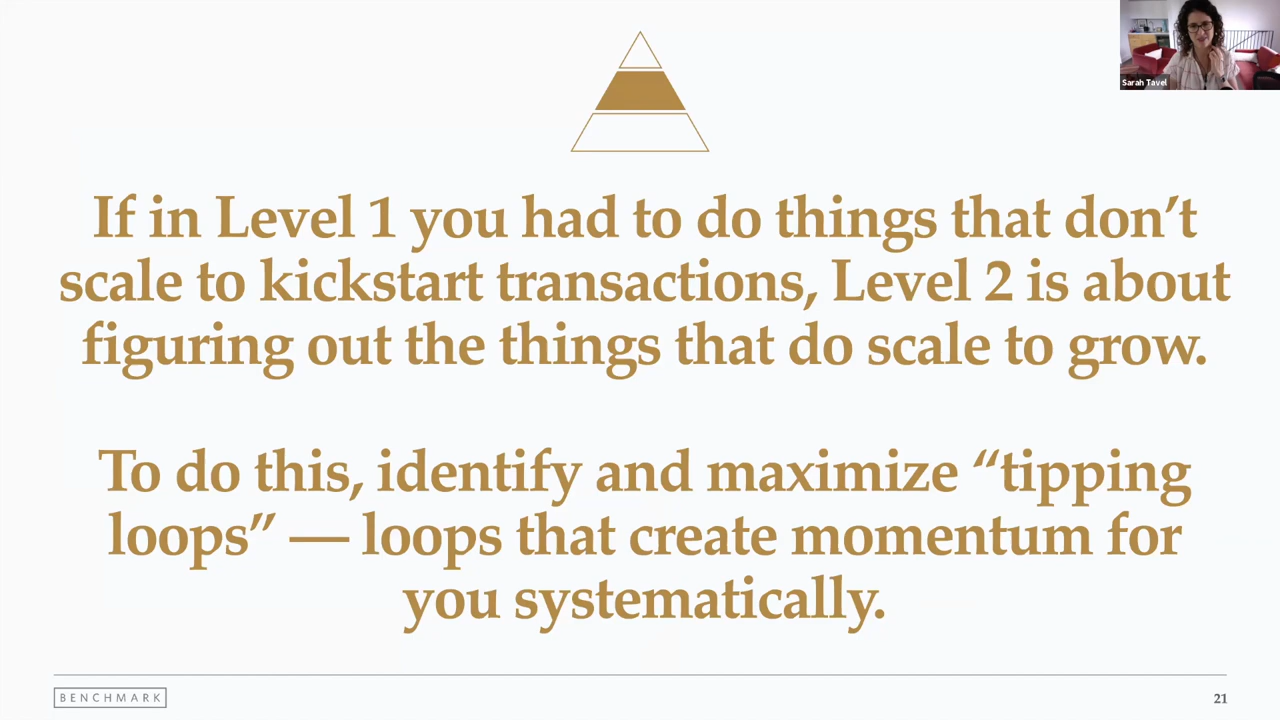 Sarah Tavel
If in Level 1 you had to do things that don’t
scale to kickstart transactions, Level 2 is about
figuring out the things that do scale to grow.
To do this, identify and maximize “tipping
loops” — loops that create momentum for
you systematically.
BENCHMARK
21